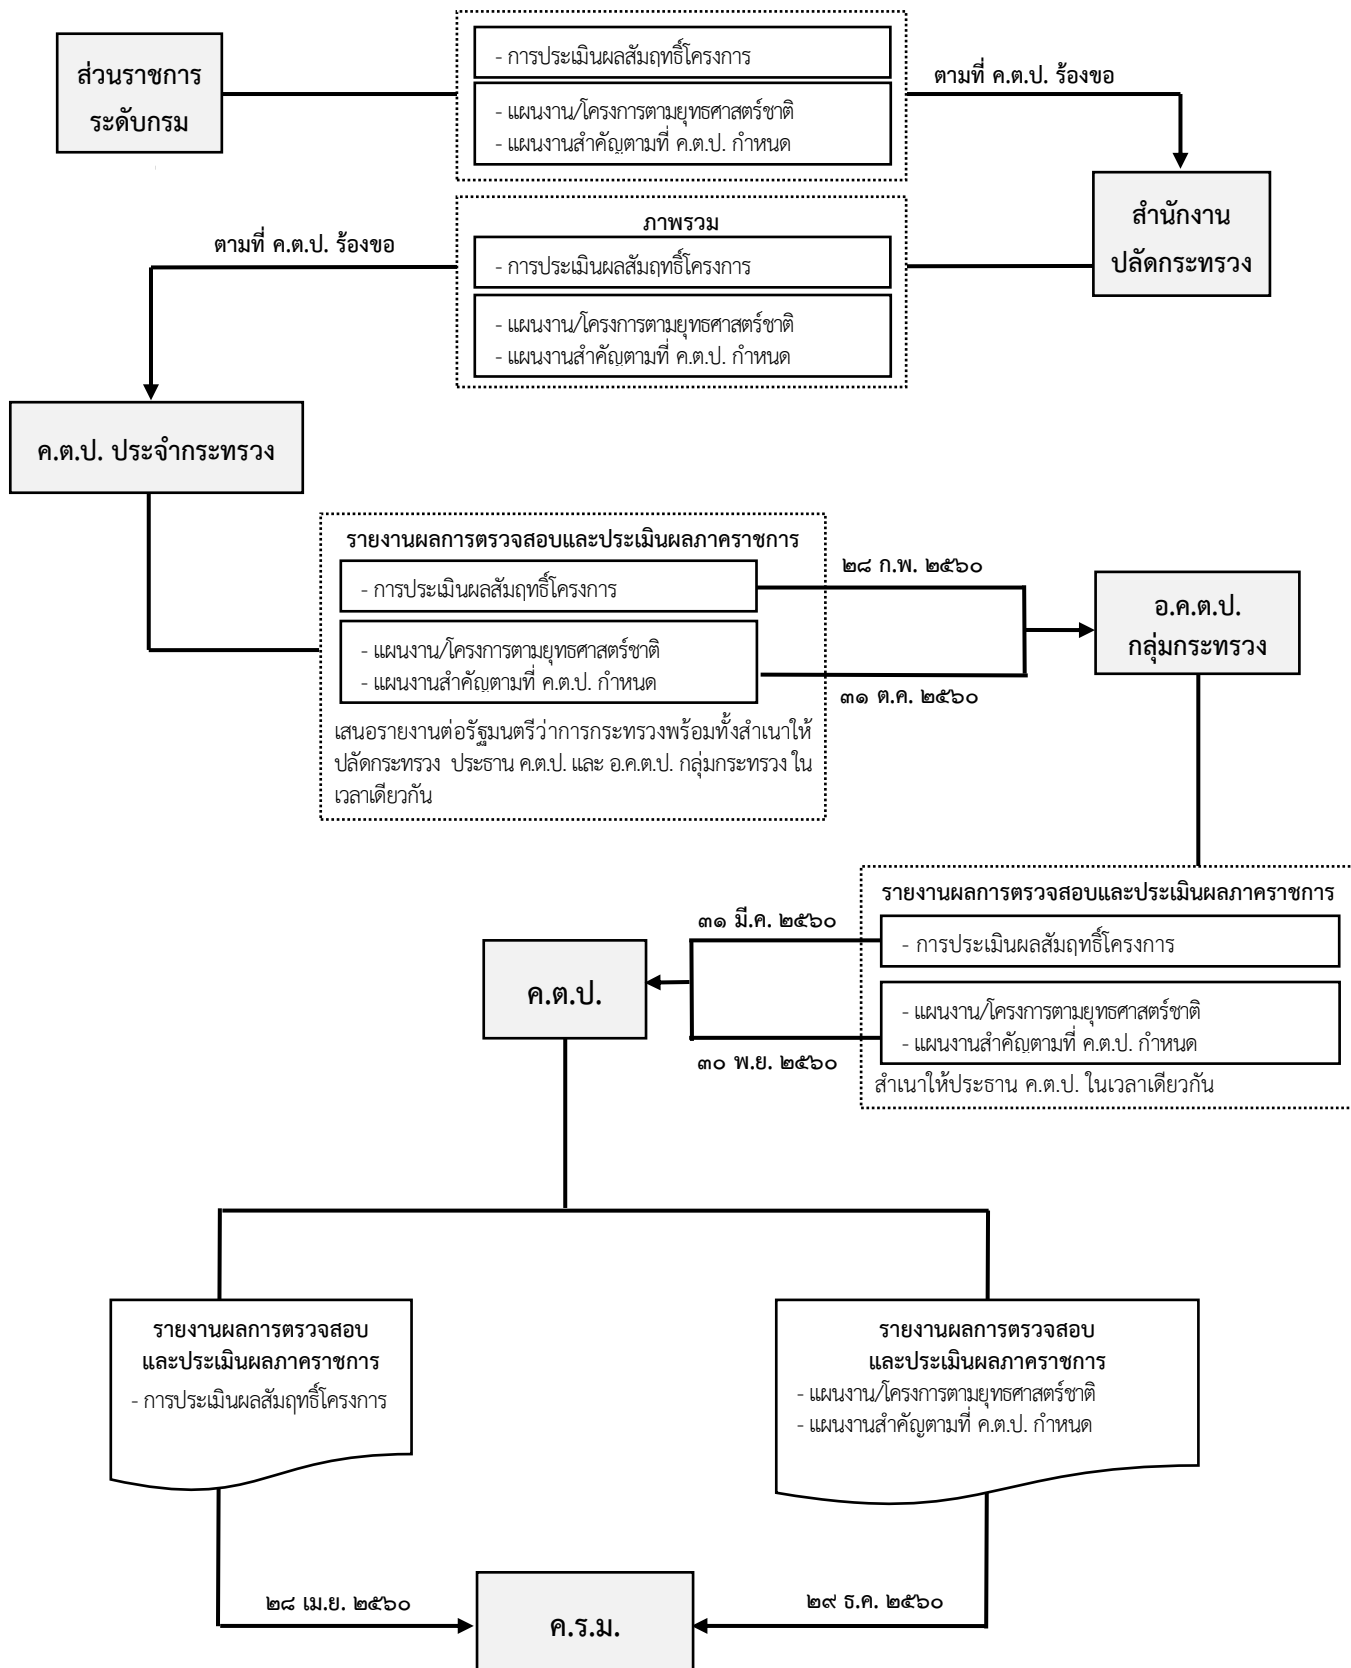 ส่วนราชการ
ระดับกรม
- การประเมินผลสัมฤทธิ์โครงการ
- แผนงาน/โครงการตามยุทธศาสตร์ชาติ
- แผนงานสำคัญตามที่ ค.ต.ป. กำหนด
ตามที่ ค.ต.ป. ร้องขอ
สำนักงาน
ปลัดกระทรวง
ภาพรวม
- การประเมินผลสัมฤทธิ์โครงการ
- แผนงาน/โครงการตามยุทธศาสตร์ชาติ
- แผนงานสำคัญตามที่ ค.ต.ป. กำหนด
ตามที่ ค.ต.ป. ร้องขอ
ค.ต.ป. ประจำกระทรวง
รายงานผลการตรวจสอบและประเมินผลภาคราชการ
- การประเมินผลสัมฤทธิ์โครงการ
- แผนงาน/โครงการตามยุทธศาสตร์ชาติ
- แผนงานสำคัญตามที่ ค.ต.ป. กำหนด
เสนอรายงานต่อรัฐมนตรีว่าการกระทรวงพร้อมทั้งสำเนาให้
ปลัดกระทรวง ประธาน ค.ต.ป. และ อ.ค.ต.ป. กลุ่มกระทรวง ใน
เวลาเดียวกัน
๒๘ ก.พ. ๒๕๖๐
๓๑ ต.ค. ๒๕๖๐
อ.ค.ต.ป.
กลุ่มกระทรวง
รายงานผลการตรวจสอบและประเมินผลภาคราชการ
- การประเมินผลสัมฤทธิ์โครงการ
- แผนงาน/โครงการตามยุทธศาสตร์ชาติ
- แผนงานสำคัญตามที่ ค.ต.ป. กำหนด
สำเนาให้ประธาน ค.ต.ป. ในเวลาเดียวกัน
๓๑ มี.ค. ๒๕๖๐
๓๐ พ.ย. ๒๕๖๐
ค.ต.ป.
รายงานผลการตรวจสอบ
และประเมินผลภาคราชการ
- การประเมินผลสัมฤทธิ์โครงการ
รายงานผลการตรวจสอบ
และประเมินผลภาคราชการ
- แผนงาน/โครงการตามยุทธศาสตร์ชาติ
- แผนงานสำคัญตามที่ ค.ต.ป. กำหนด
๒๘ เม.ย. ๒๕๖๐
๒๙ ธ.ค. ๒๕๖๐
ค.ร.ม.